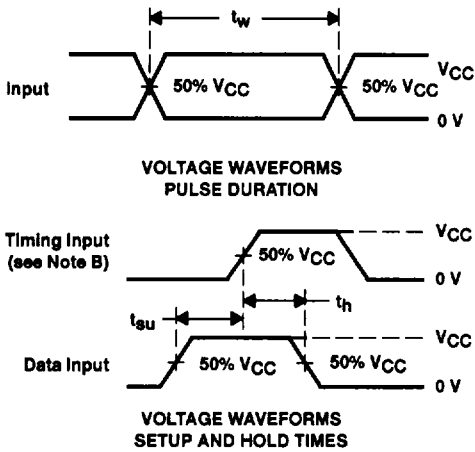 tw
Input
50% VCC
50% VCC
VCC
0 V
VOLTAGE WAVEFORMS
PULSE DURATION
Timing Input
(see Note B)
50% VCC
VCC
0 V
tsu
th
Data Input
50% VCC
50% VCC
VCC
0 V
VOLTAGE WAVEFORMS
SETUP AND HOLD TIMES